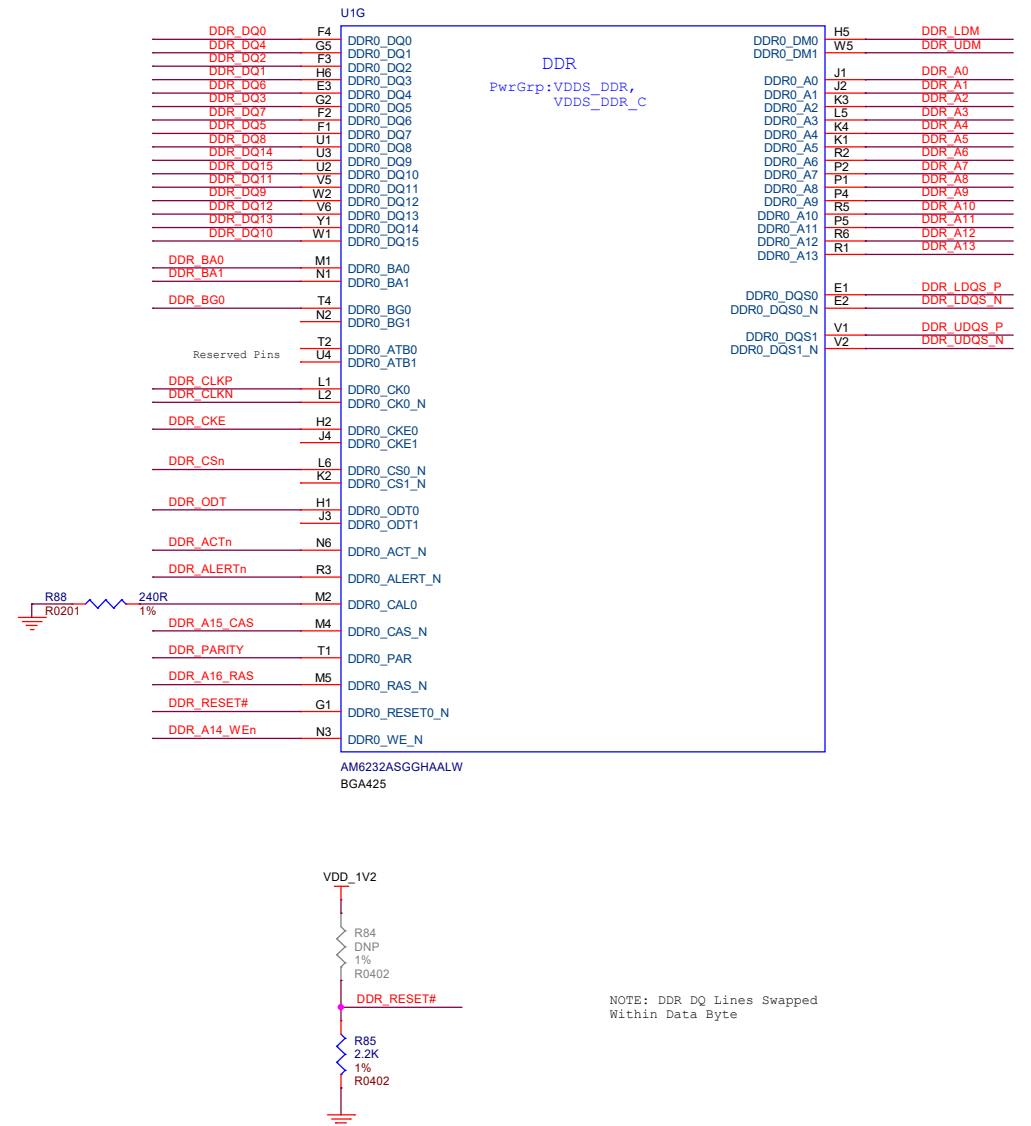 U1G
DDR_DQ0 F4 DDR0_DQ0 DDR0_DM0 H5 DDR_LDM
DDR_DQ4 G5 DDR0_DQ1 DDR0_DM1 W5 DDR_UDM
DDR_DQ2 F3 DDR0_DQ2
DDR_DQ1 H6 DDR0_DQ3 DDR0_A0 J1 DDR_A0
DDR_DQ6 E3 DDR0_DQ4 DDR0_A1 J2 DDR_A1
DDR_DQ3 G2 DDR0_DQ5 DDR0_A2 K3 DDR_A2
DDR_DQ7 F2 DDR0_DQ6 DDR0_A3 L5 DDR_A3
DDR_DQ5 F1 DDR0_DQ7 DDR0_A4 K4 DDR_A4
DDR_DQ8 U1 DDR0_DQ8 DDR0_A5 K1 DDR_A5
DDR_DQ14 U3 DDR0_DQ9 DDR0_A6 R2 DDR_A6
DDR_DQ15 U2 DDR0_DQ10 DDR0_A7 P2 DDR_A7
DDR_DQ11 V5 DDR0_DQ11 DDR0_A8 P1 DDR_A8
DDR_DQ9 W2 DDR0_DQ12 DDR0_A9 P4 DDR_A9
DDR_DQ12 V6 DDR0_DQ13 DDR0_A10 R5 DDR_A10
DDR_DQ13 Y1 DDR0_DQ14 DDR0_A11 P5 DDR_A11
DDR_DQ10 W1 DDR0_DQ15 DDR0_A12 R6 DDR_A12
DDR0_A13 R1 DDR_A13
DDR
PwrGrp:VDDS_DDR,
VDDS_DDR_C
DDR_BA0 M1 DDR0_BA0
DDR_BA1 N1 DDR0_BA1
DDR0_DQS0 E1 DDR_LDQS_P
DDR0_DQS0_N E2 DDR_LDQS_N
DDR_BG0 T4 DDR0_BG0
N2 DDR0_BG1
DDR0_DQS1 V1 DDR_UDQS_P
DDR0_DQS1_N V2 DDR_UDQS_N
Reserved Pins
T2 DDR0_ATB0
U4 DDR0_ATB1
DDR_CLKP L1 DDR0_CK0
DDR_CLKN L2 DDR0_CK0_N
DDR_CKE H2 DDR0_CKE0
J4 DDR0_CKE1
DDR_CSn L6 DDR0_CS0_N
K2 DDR0_CS1_N
DDR_ODT H1 DDR0_ODT0
J3 DDR0_ODT1
DDR_ACTn N6 DDR0_ACT_N
DDR_ALERTn R3 DDR0_ALERT_N
R88 240R M2 DDR0_CAL0
R0201 1%
DDR_A15_CAS M4 DDR0_CAS_N
DDR_PARITY T1 DDR0_PAR
DDR_A16_RAS M5 DDR0_RAS_N
DDR_RESET# G1 DDR0_RESET0_N
DDR_A14_WEn N3 DDR0_WE_N
AM6232ASGGHAALW
BGA425
VDD_1V2
R84
DNP
1%
R0402
DDR_RESET#
R85
2.2K
1%
R0402
NOTE: DDR DQ Lines Swapped
Within Data Byte